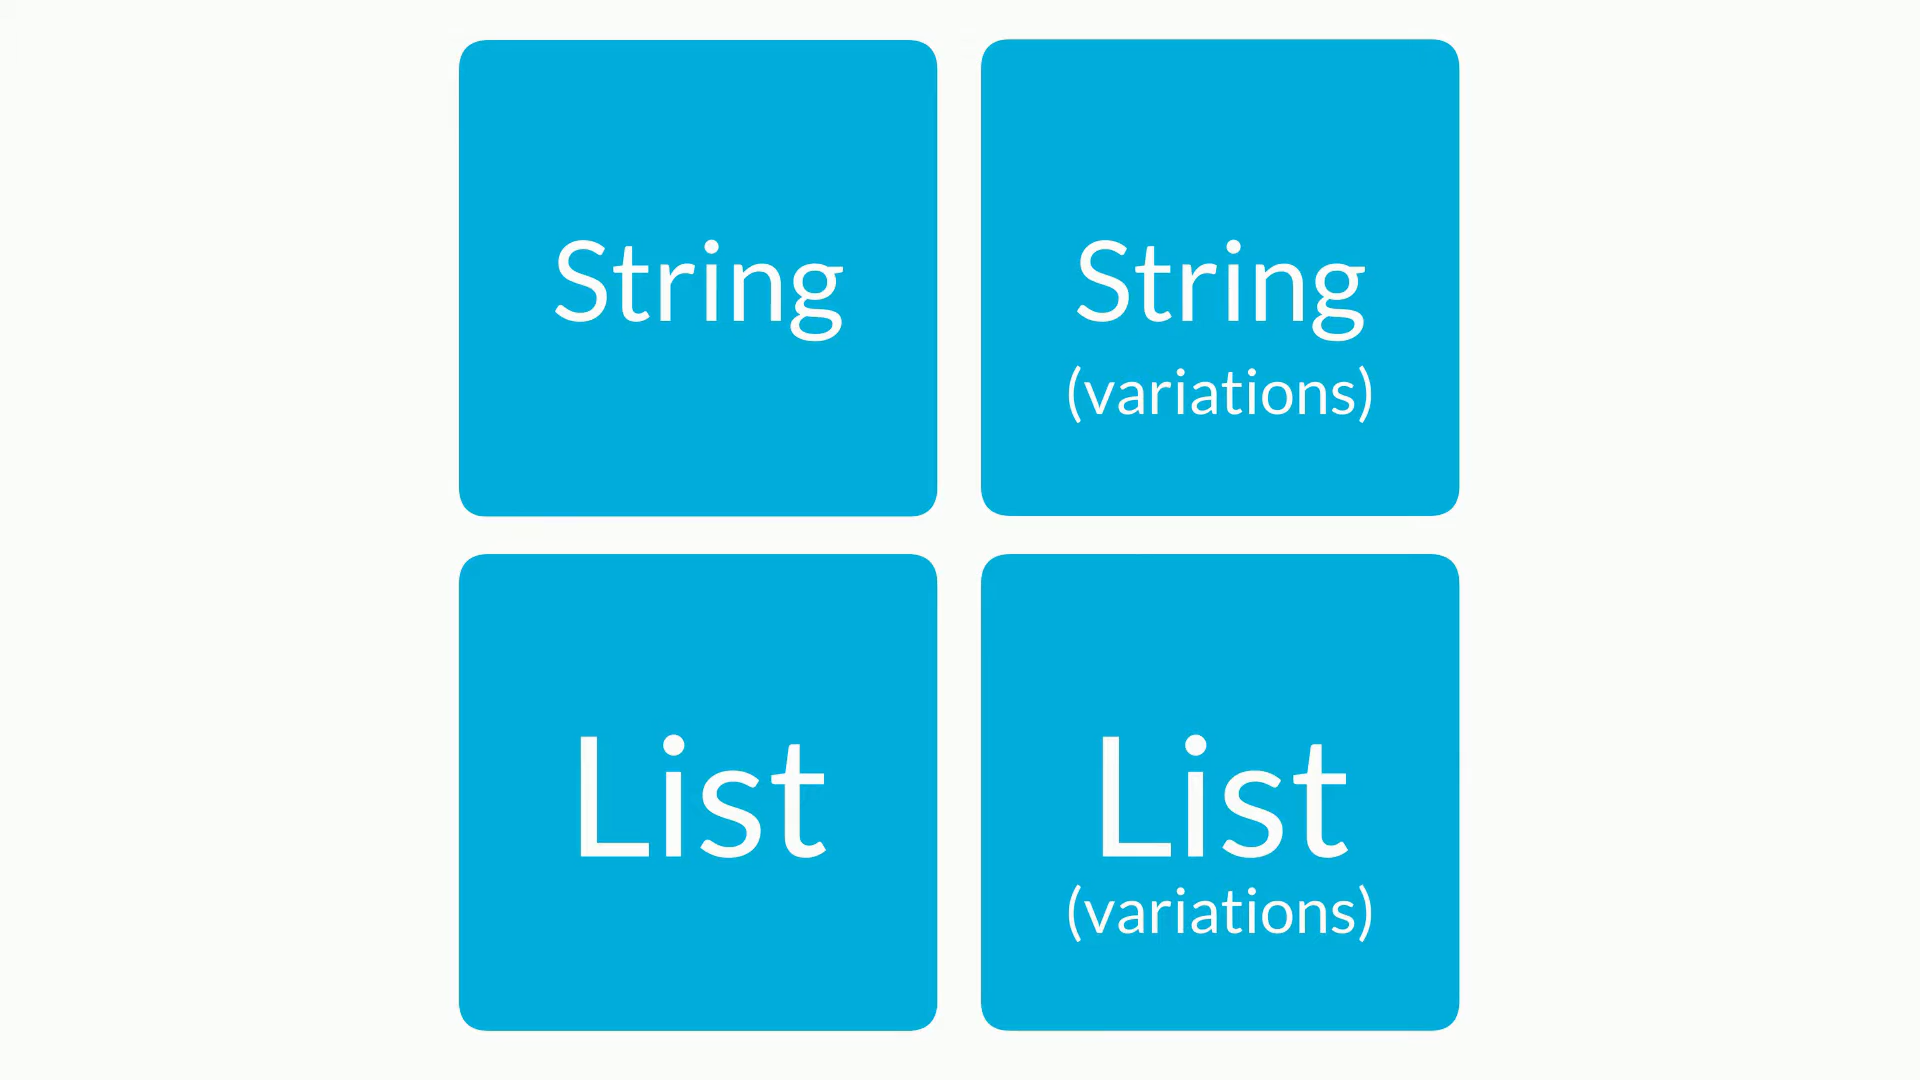 String
String
(variations)
List
List
(variations)